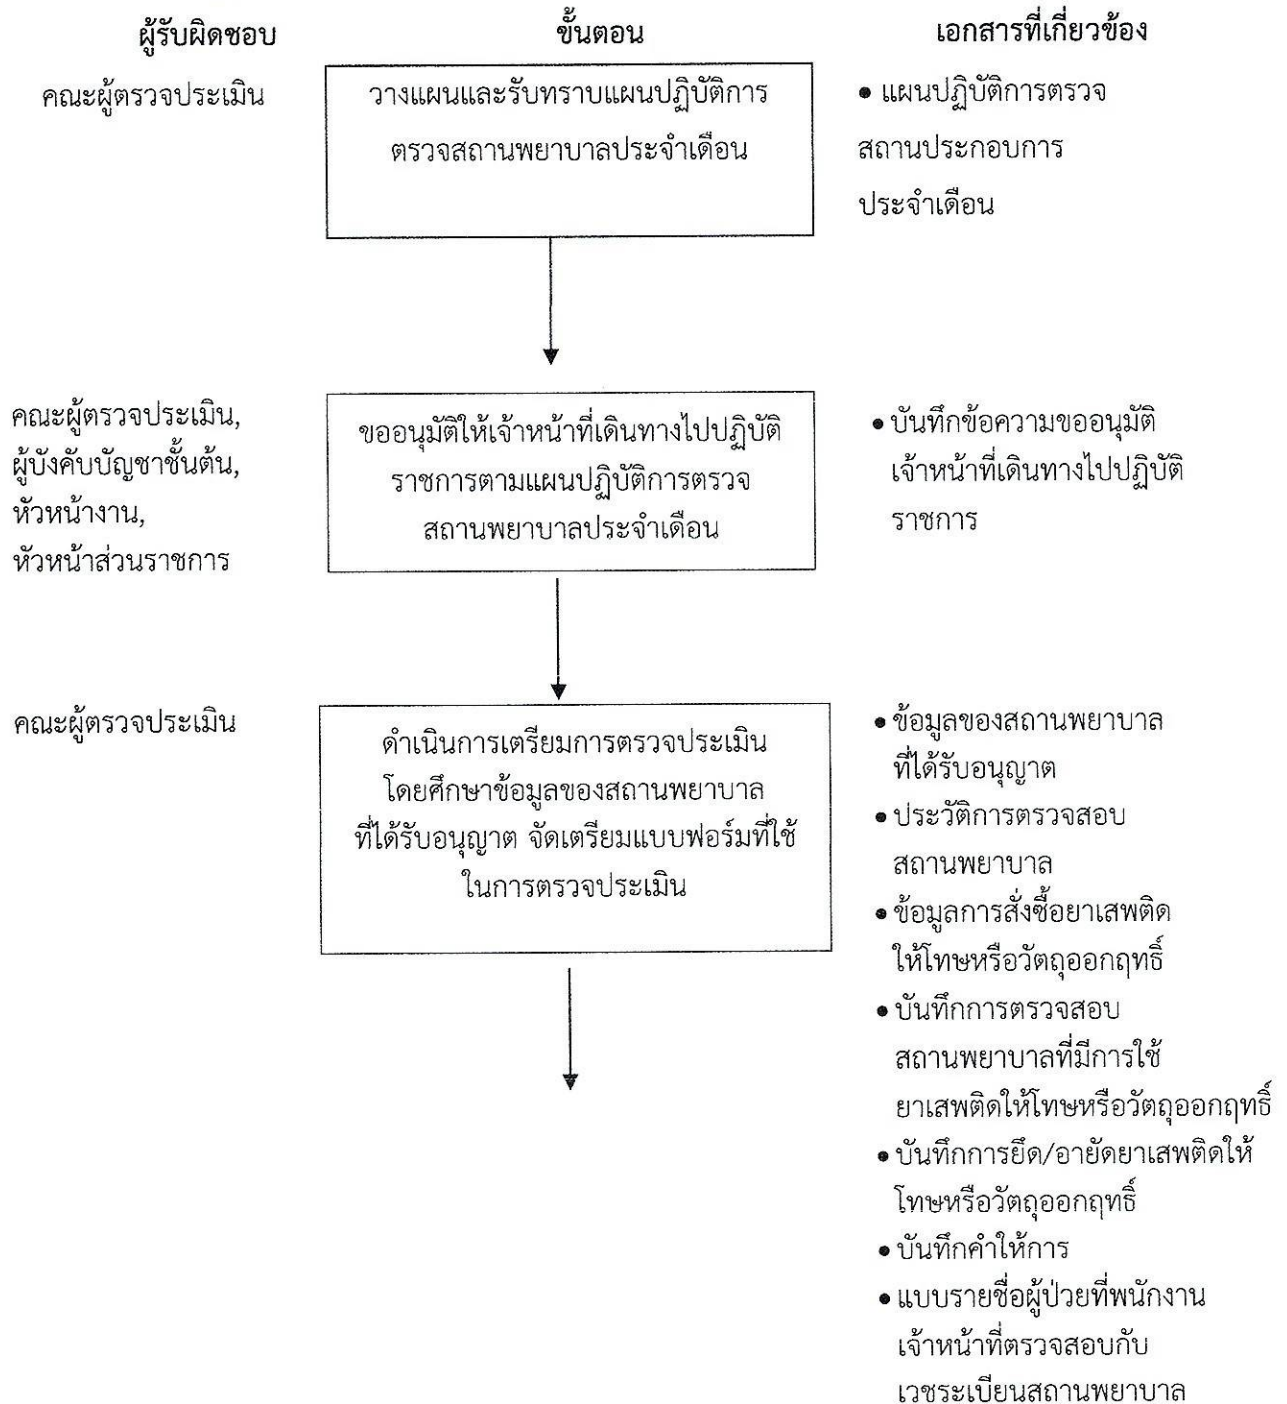 ผู้รับผิดชอบ ขั้นตอน เอกสารที่เกี่ยวข้อง
คณะผู้ตรวจประเมิน
วางแผนและรับทราบแผนปฏิบัติการ
ตรวจสถานพยาบาลประจำเดือน
• แผนปฏิบัติการตรวจ
สถานประกอบการ
ประจำเดือน
คณะผู้ตรวจประเมิน,
ผู้บังคับบัญชาชั้นต้น,
หัวหน้างาน,
หัวหน้าส่วนราชการ
ขออนุมัติให้เจ้าหน้าที่เดินทางไปปฏิบัติ
ราชการตามแผนปฏิบัติการตรวจ
สถานพยาบาลประจำเดือน
• บันทึกข้อความขออนุมัติ
เจ้าหน้าที่เดินทางไปปฏิบัติ
ราชการ
คณะผู้ตรวจประเมิน
ดำเนินการเตรียมการตรวจประเมิน
โดยศึกษาข้อมูลของสถานพยาบาล
ที่ได้รับอนุญาต จัดเตรียมแบบฟอร์มที่ใช้
ในการตรวจประเมิน
• ข้อมูลของสถานพยาบาล
ที่ได้รับอนุญาต
• ประวัติการตรวจสอบ
สถานพยาบาล
• ข้อมูลการสั่งซื้อยาเสพติด
ให้โทษหรือวัตถุออกฤทธิ์
• บันทึกการตรวจสอบ
สถานพยาบาลที่มีการใช้
ยาเสพติดให้โทษหรือวัตถุออกฤทธิ์
• บันทึกการยึด/อายัดยาเสพติดให้
โทษหรือวัตถุออกฤทธิ์
• บันทึกคำให้การ
• แบบรายชื่อผู้ป่วยที่พนักงาน
เจ้าหน้าที่ตรวจสอบกับ
เวชระเบียนสถานพยาบาล